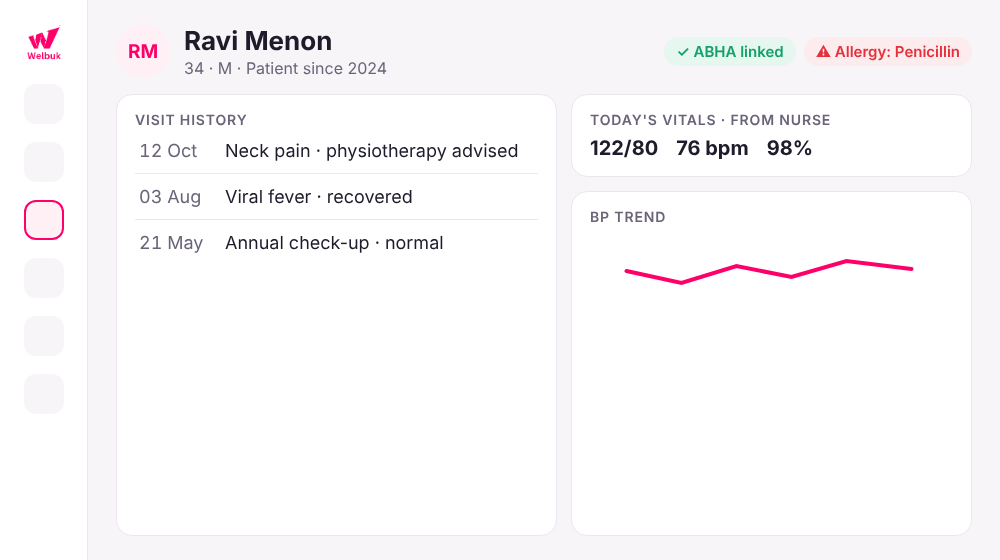 Welbuk
RM
Ravi Menon
34 · M · Patient since 2024
✓ ABHA linked
⚠ Allergy: Penicillin
VISIT HISTORY
12 Oct Neck pain · physiotherapy advised
03 Aug Viral fever · recovered
21 May Annual check-up · normal
TODAY'S VITALS · FROM NURSE
122/80 76 bpm 98%
BP TREND